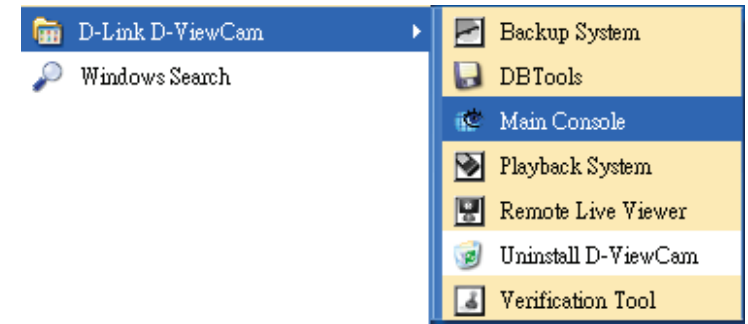 D-Link D-ViewCam
Windows Search
Backup System
DBTools
Main Console
Playback System
Remote Live Viewer
Uninstall D-ViewCam
Verification Tool